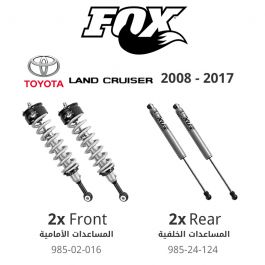 FOX
TOYOTA LAND CRUISER 2008 - 2017
2x Front 2x Rear
المساعدات الأمامية المساعدات الخلفية
985-02-016 985-24-124